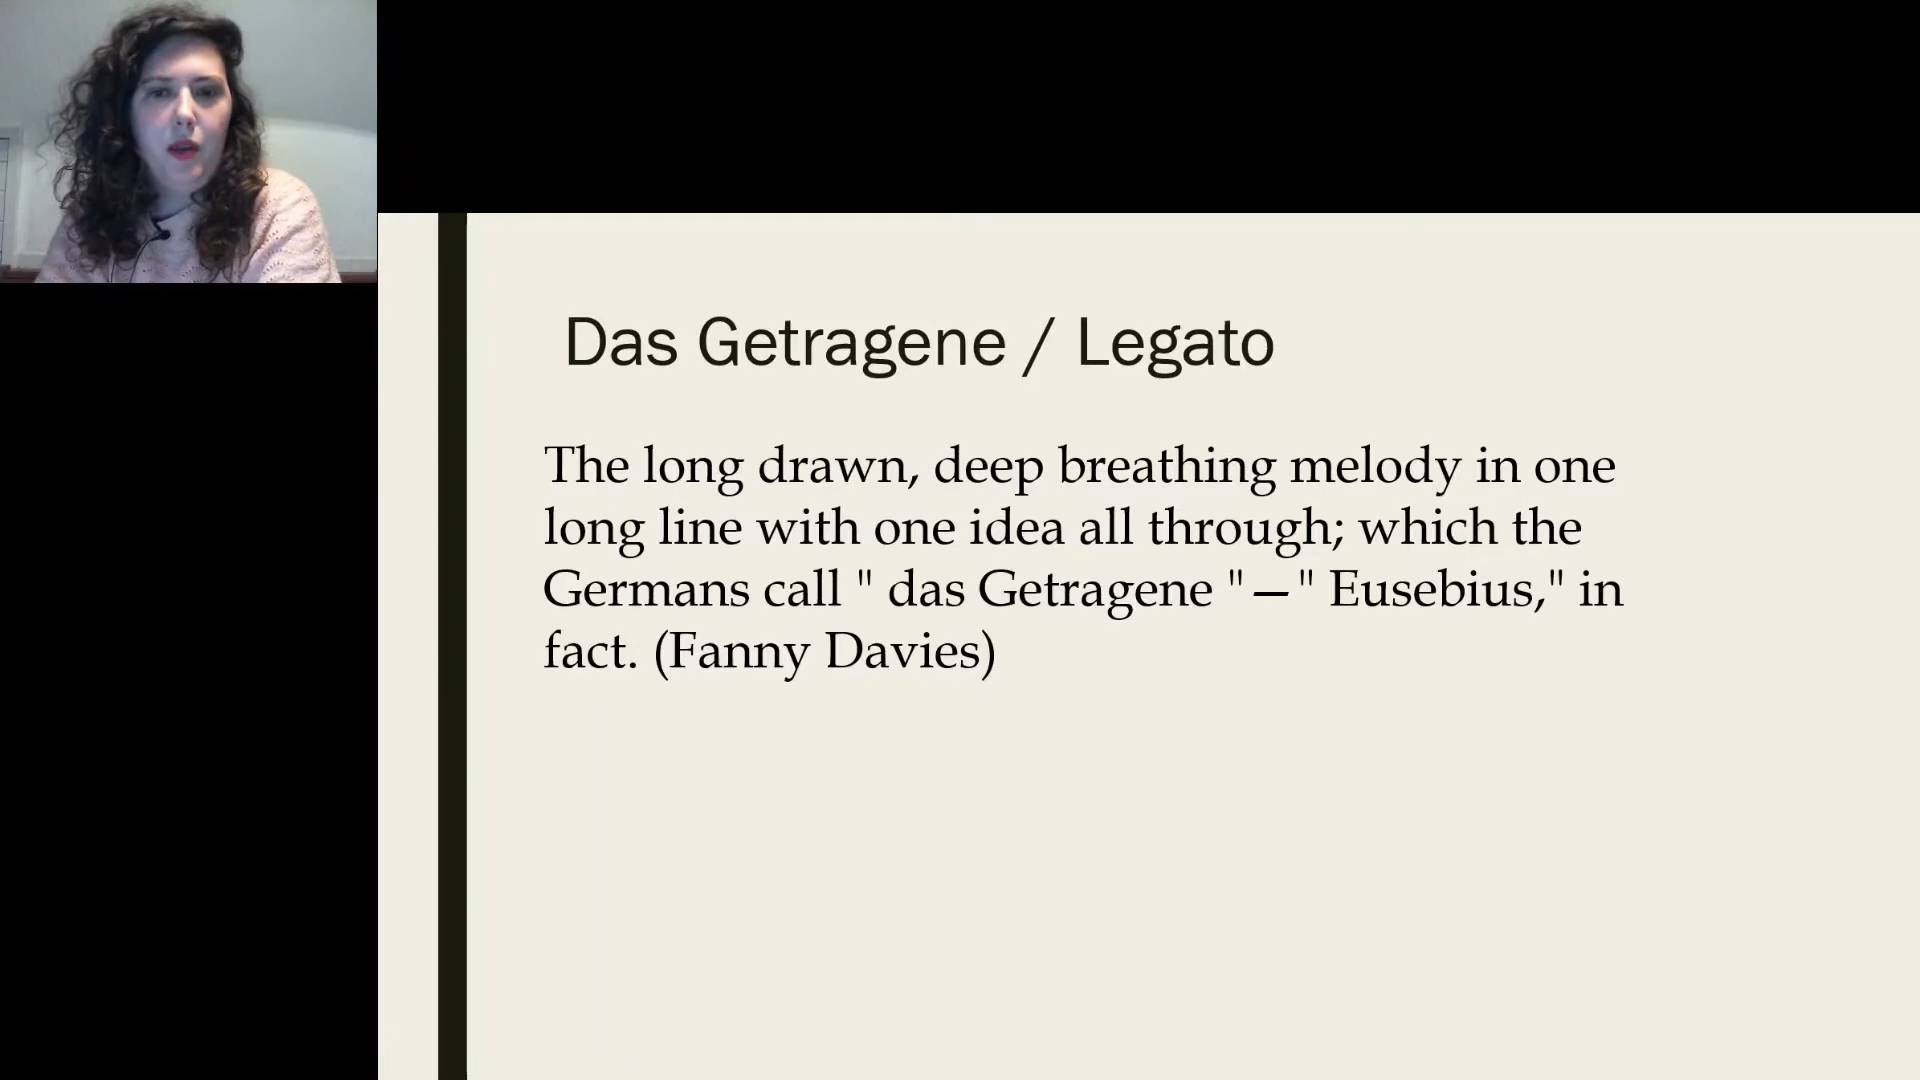 Das Getragene / Legato
The long drawn, deep breathing melody in one
long line with one idea all through; which the
Germans call " das Getragene "—" Eusebius," in
fact. (Fanny Davies)